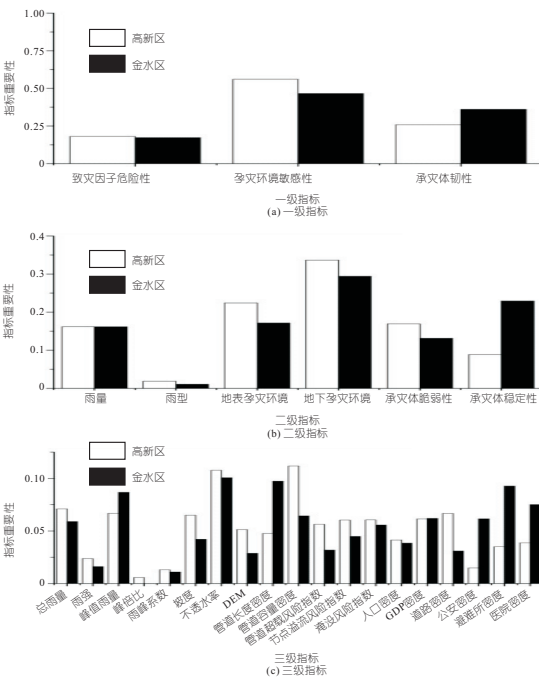 1.00
0.75
0.50
0.25
0
指标重要性
高新区
金水区
致灾因子危险性 孕灾环境敏感性 承灾体韧性
一级指标
(a) 一级指标
0.4
0.3
0.2
0.1
0
指标重要性
高新区
金水区
雨量 雨型 地表孕灾环境 地下孕灾环境 承灾体脆弱性 承灾体稳定性
二级指标
(b) 二级指标
0.10
0.05
0
指标重要性
高新区
金水区
总雨量
雨强
峰值雨量
峰倍比
雨峰系数
坡度
不透水率
DEM
管道长度密度
管道容量密度
管道超载风险指数
节点溢流风险指数
淹没风险指数
人口密度
GDP密度
道路密度
公安密度
避难所密度
医院密度
三级指标
(c) 三级指标